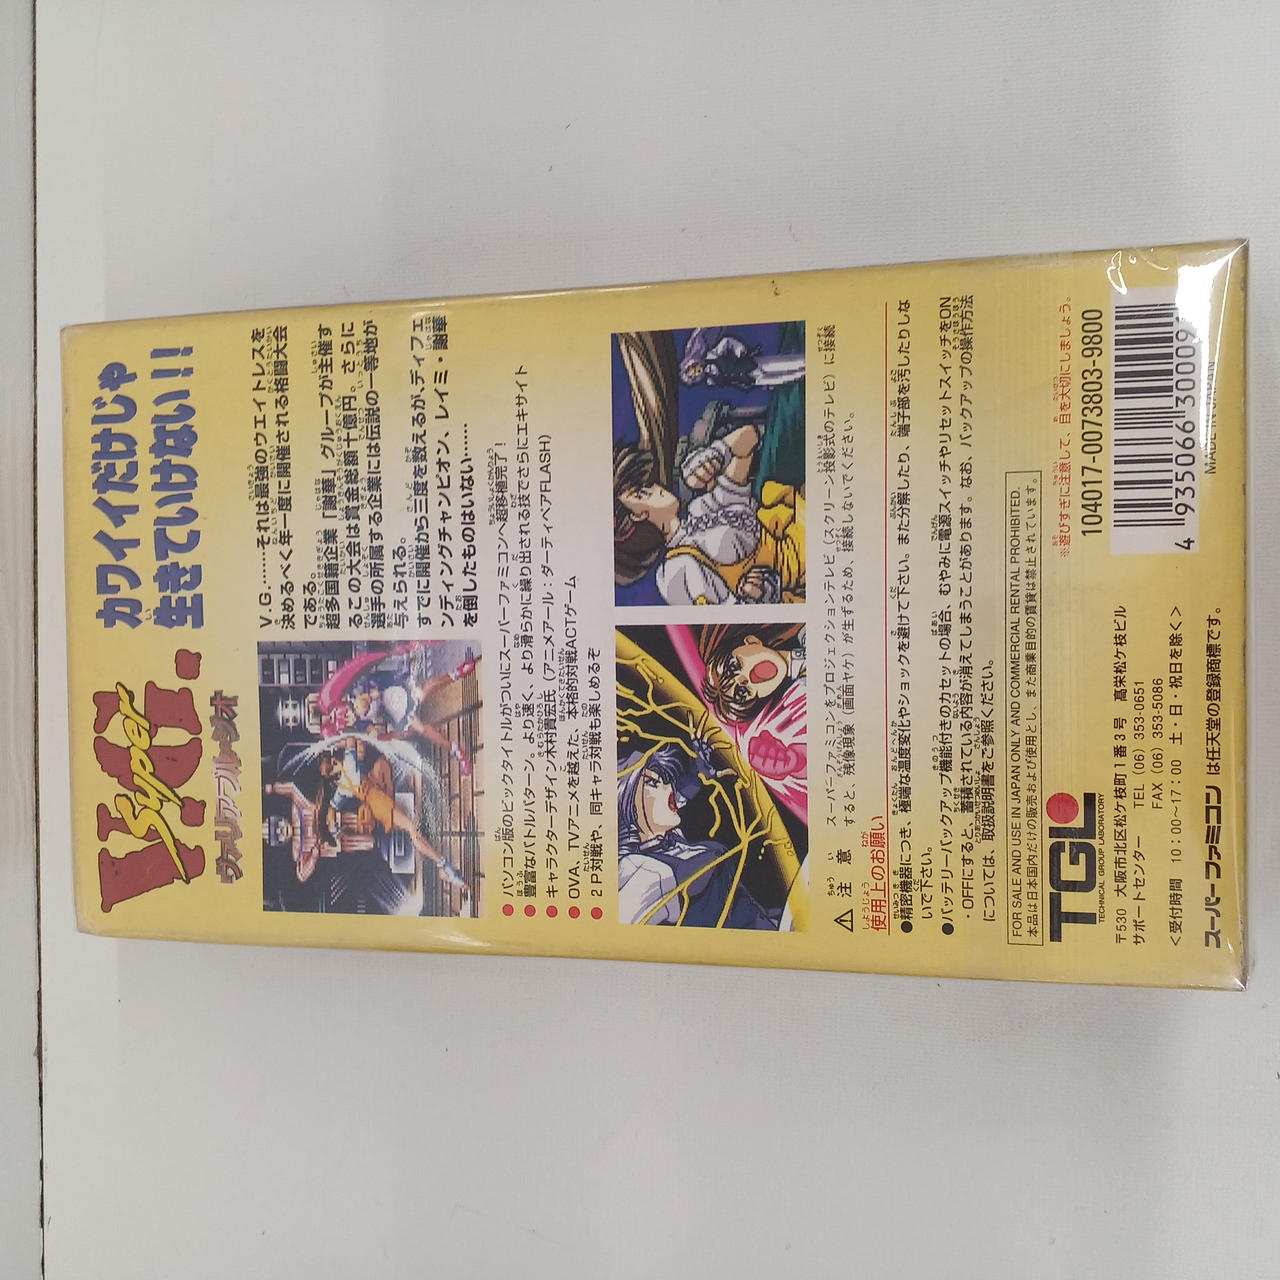 Super V.G.
ヴァリアブル・ジオ
カワイイだけじゃ
生きていけない!!
V.G.……それは最強のウエイトレスを
決めるべく年一度に開催される格闘大会
である。
超多国籍企業「謝華」グループが主催す
るこの大会は賞金総額十億円。さらに
選手の所属する企業には伝説の一等地が
与えられる。
すでに開催から三度を数えるが、ディフェ
ンディングチャンピオン、レイミ・謝華
を倒したものはいない……
●パソコン版のビックタイトルがついにスーパーファミコンへ超移植完了!
●豊富なバトルパターン。より速く、より滑らかに繰り出される技でさらにエキサイト
●キャラクターデザイン木村貴宏氏(アニメアール:ダーティペアFLASH)
●OVA、TVアニメを越えた、本格的対戦ACTゲーム
●2P対戦や、同キャラ対戦も楽しめるぞ
⚠注意 スーパーファミコンをプロジェクションテレビ(スクリーン投影式のテレビ)に接続
すると、残像現象(画面ヤケ)が生ずるため、接続しないでください。
使用上のお願い
●精密機器につき、極端な温度変化やショックを避けて下さい。また分解したり、端子部を汚したりしな
いで下さい。
●バッテリーバックアップ機能付きのカセットの場合、むやみに電源スイッチやリセットスイッチをON
・OFFにすると、蓄積されている内容が消えてしまうことがあります。なお、バックアップの操作方法
については、取扱説明書をご参照ください。
FOR SALE AND USE IN JAPAN ONLY AND COMMERCIAL RENTAL PROHIBITED.
本品は日本国内だけの販売および使用とし、また商業目的の賃貸は禁止されています。
※遊びすぎに注意して、目を大切にしましょう。
TGL
TECHNICAL GROUP LABORATORY
104017-0073803-9800
〒530 大阪市北区松ケ枝町1番3号 高栄松ケ枝ビル
サポートセンター TEL (06) 353-0651
FAX (06) 353-5086
<受付時間 10:00~17:00 土・日・祝日を除く>
4 935066 30009
スーパーファミコン は任天堂の登録商標です。
MADE IN JAPAN